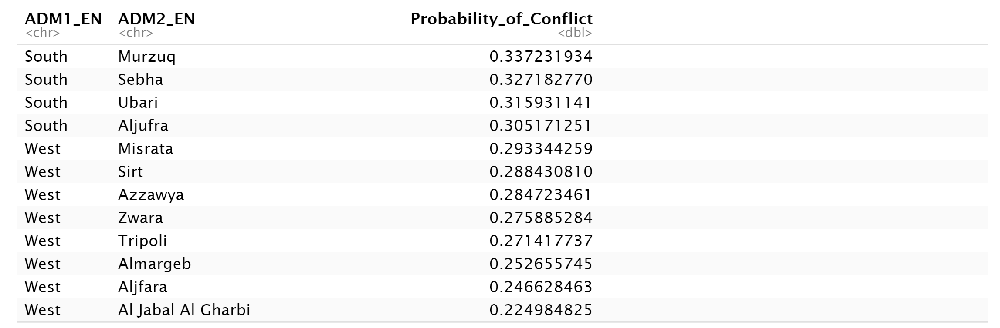 ADM1_EN ADM2_EN Probability_of_Conflict
<chr> <chr> <dbl>
South Murzuq 0.337231934
South Sebha 0.327182770
South Ubari 0.315931141
South Aljufra 0.305171251
West Misrata 0.293344259
West Sirt 0.288430810
West Azzawya 0.284723461
West Zwara 0.275885284
West Tripoli 0.271417737
West Almargeb 0.252655745
West Aljfara 0.246628463
West Al Jabal Al Gharbi 0.224984825